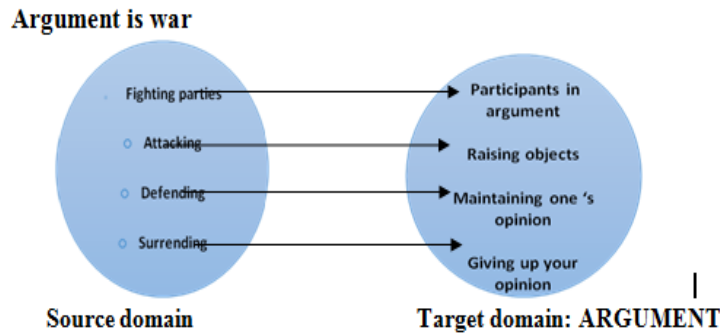 Argument is war
Fighting parties
Attacking
Defending
Surrending
Participants in
argument
Raising objects
Maintaining one ‘s
opinion
Giving up your
opinion
Source domain
Target domain: ARGUMENT